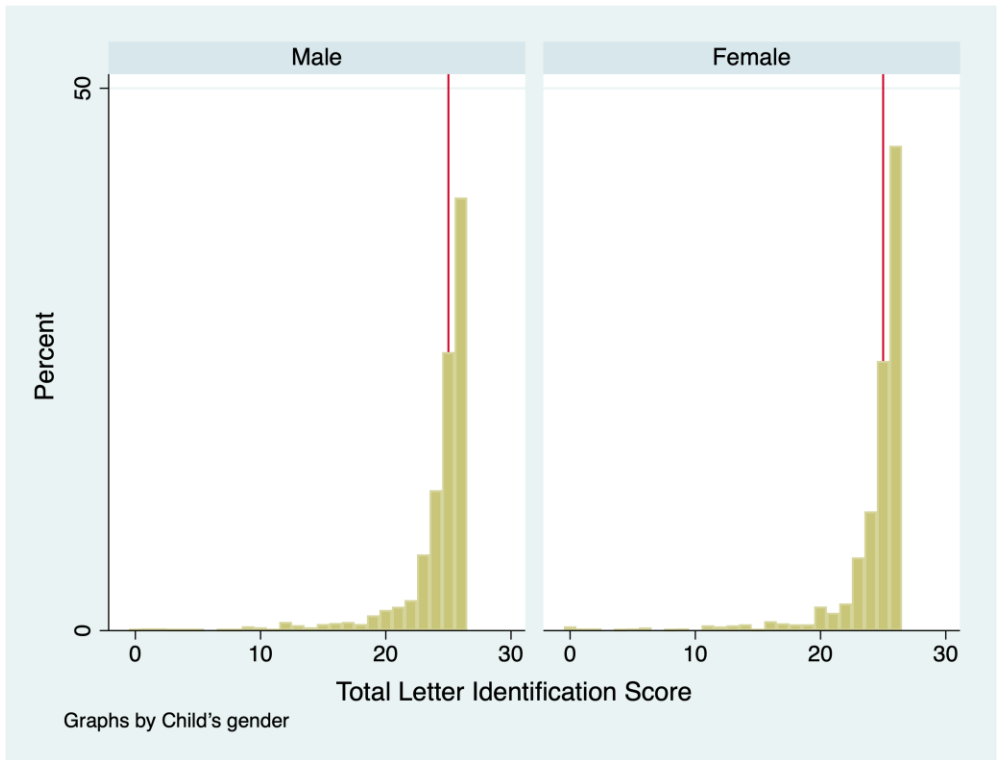 Male Female
50
0
Percent
0 10 20 30 0 10 20 30
Total Letter Identification Score
Graphs by Child's gender